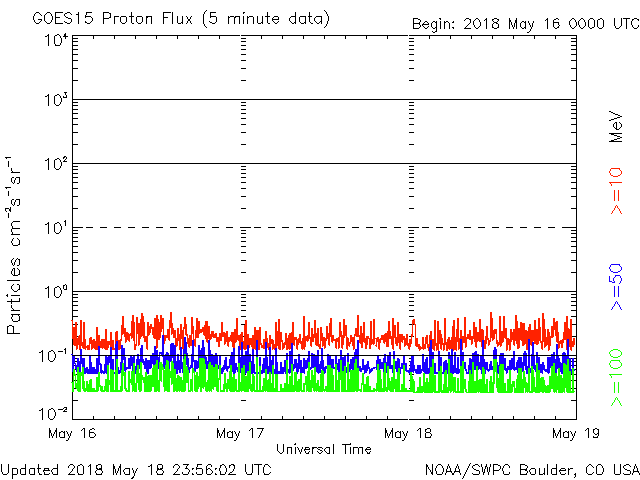 GOES15 Proton Flux (5 minute data)
Begin: 2018 May 16 0000 UTC
10⁴
10³
10²
10¹
10⁰
10⁻¹
10⁻²
Particles cm⁻²s⁻¹sr⁻¹
MeV
>=10
>=50
>=100
May 16
May 17
May 18
May 19
Universal Time
Updated 2018 May 18 23:56:02 UTC
NOAA/SWPC Boulder, CO USA